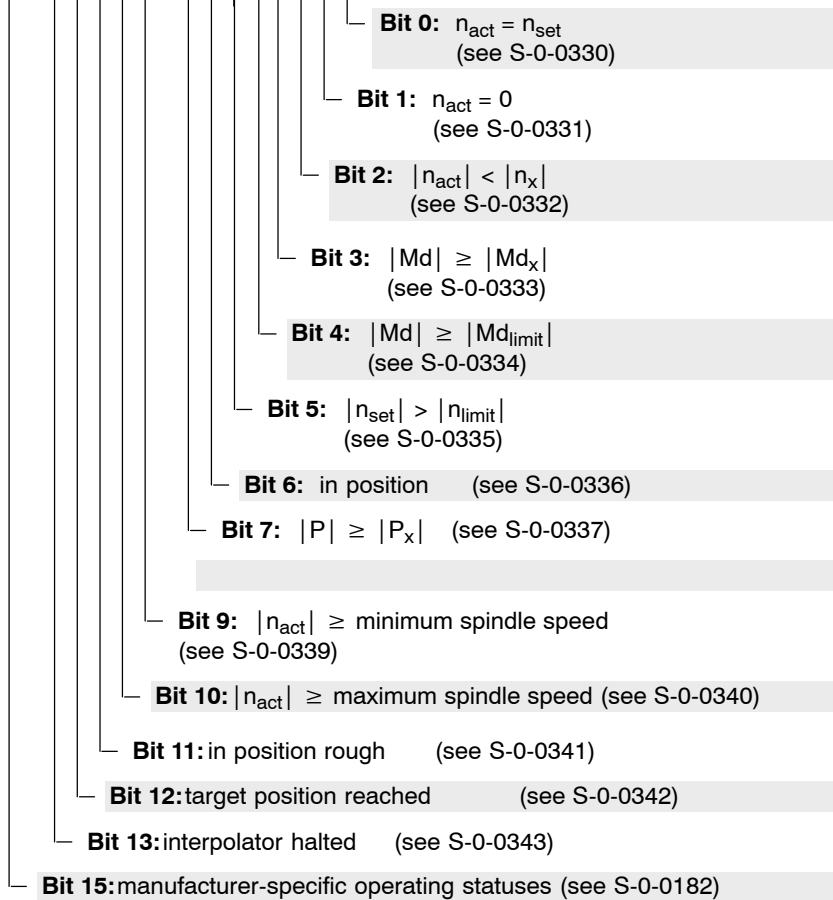 Bit 0: n_act = n_set
(see S-0-0330)
Bit 1: n_act = 0
(see S-0-0331)
Bit 2: |n_act| < |n_x|
(see S-0-0332)
Bit 3: |Md| ≥ |Md_x|
(see S-0-0333)
Bit 4: |Md| ≥ |Md_limit|
(see S-0-0334)
Bit 5: |n_set| > |n_limit|
(see S-0-0335)
Bit 6: in position (see S-0-0336)
Bit 7: |P| ≥ |P_x| (see S-0-0337)
Bit 9: |n_act| ≥ minimum spindle speed
(see S-0-0339)
Bit 10: |n_act| ≥ maximum spindle speed (see S-0-0340)
Bit 11: in position rough (see S-0-0341)
Bit 12: target position reached (see S-0-0342)
Bit 13: interpolator halted (see S-0-0343)
Bit 15: manufacturer-specific operating statuses (see S-0-0182)